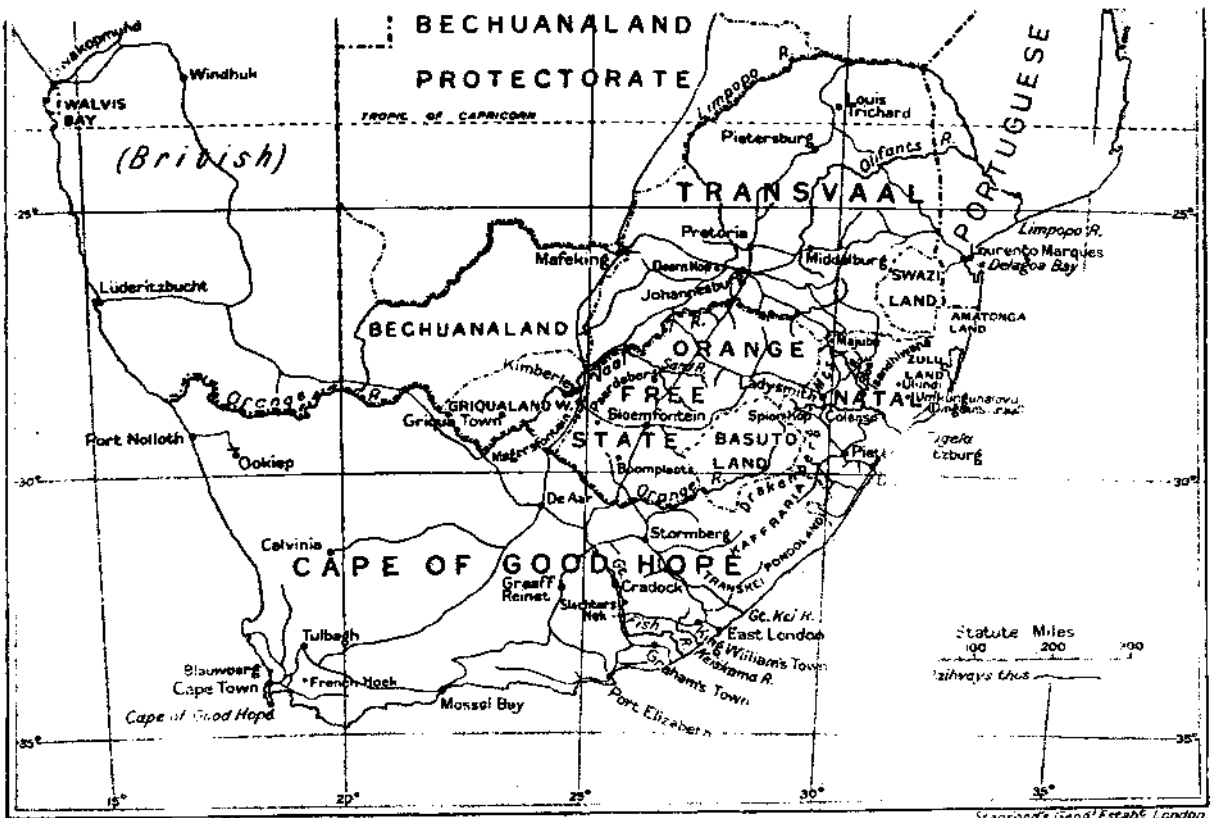 BECHUANALAND
PROTECTORATE
PORTUGUESE
Windhuk
WALVIS
BAY
(British)
TROPIC OF CAPRICORN
Limpopo
R.
Louis
Trichard
Pietersburg
Olifants R.
TRANSVAAL
25°
25°
Limpopo R.
Pretoria
Mafeking
Middelburg
Lourenco Marques
Delagoa Bay
SWAZI
LAND
Johannesburg
Lüderitzbucht
AMATONGA
LAND
BECHUANALAND
R.
ORANGE
Majuba
Vaal
Kimberley
Sand R.
ZULU
LAND
Ulundi
Orange
R.
GRIQUALAND W.
Griqua Town
FREE
Ladysmith
NATAL
Bloemfontein
Spion Kop
Colenso
Port Nolloth
STATE
BASUTO
LAND
Ookiep
Boomplaats
30°
30°
Orange
R.
De Aar
Stormberg
KAFFRARIA
Calvinia
CAPE OF GOOD HOPE
TRANSKEI
PONDOLAND
Graaff
Reinet
Gt.
Cradock
Slachters
Nek
Fish
R.
Gt. Kei R.
East London
King William's Town
Keiskama R.
Tulbagh
Graham's Town
Blauwberg
Cape Town
French Hoek
Mossel Bay
Port Elizabeth
Cape of Good Hope
Statute Miles
100 200 300
35°
35°
15° 20° 25° 30° 35°